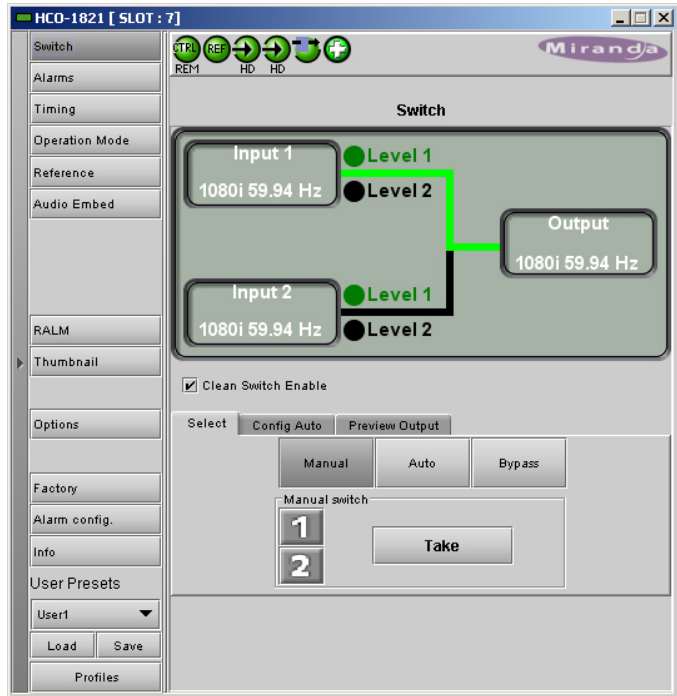 HCO-1821 [ SLOT : 7]
Switch
Alarms
Timing
Operation Mode
Reference
Audio Embed
RALM
Thumbnail
Options
Factory
Alarm config.
Info
User Presets
User1
Load Save
Profiles
CTRL REF
REM HD HD
Miranda
Switch
Input 1
1080i 59.94 Hz
Level 1
Level 2
Output
1080i 59.94 Hz
Input 2
1080i 59.94 Hz
Level 1
Level 2
Clean Switch Enable
Select Config Auto Preview Output
Manual Auto Bypass
Manual switch
1
2
Take